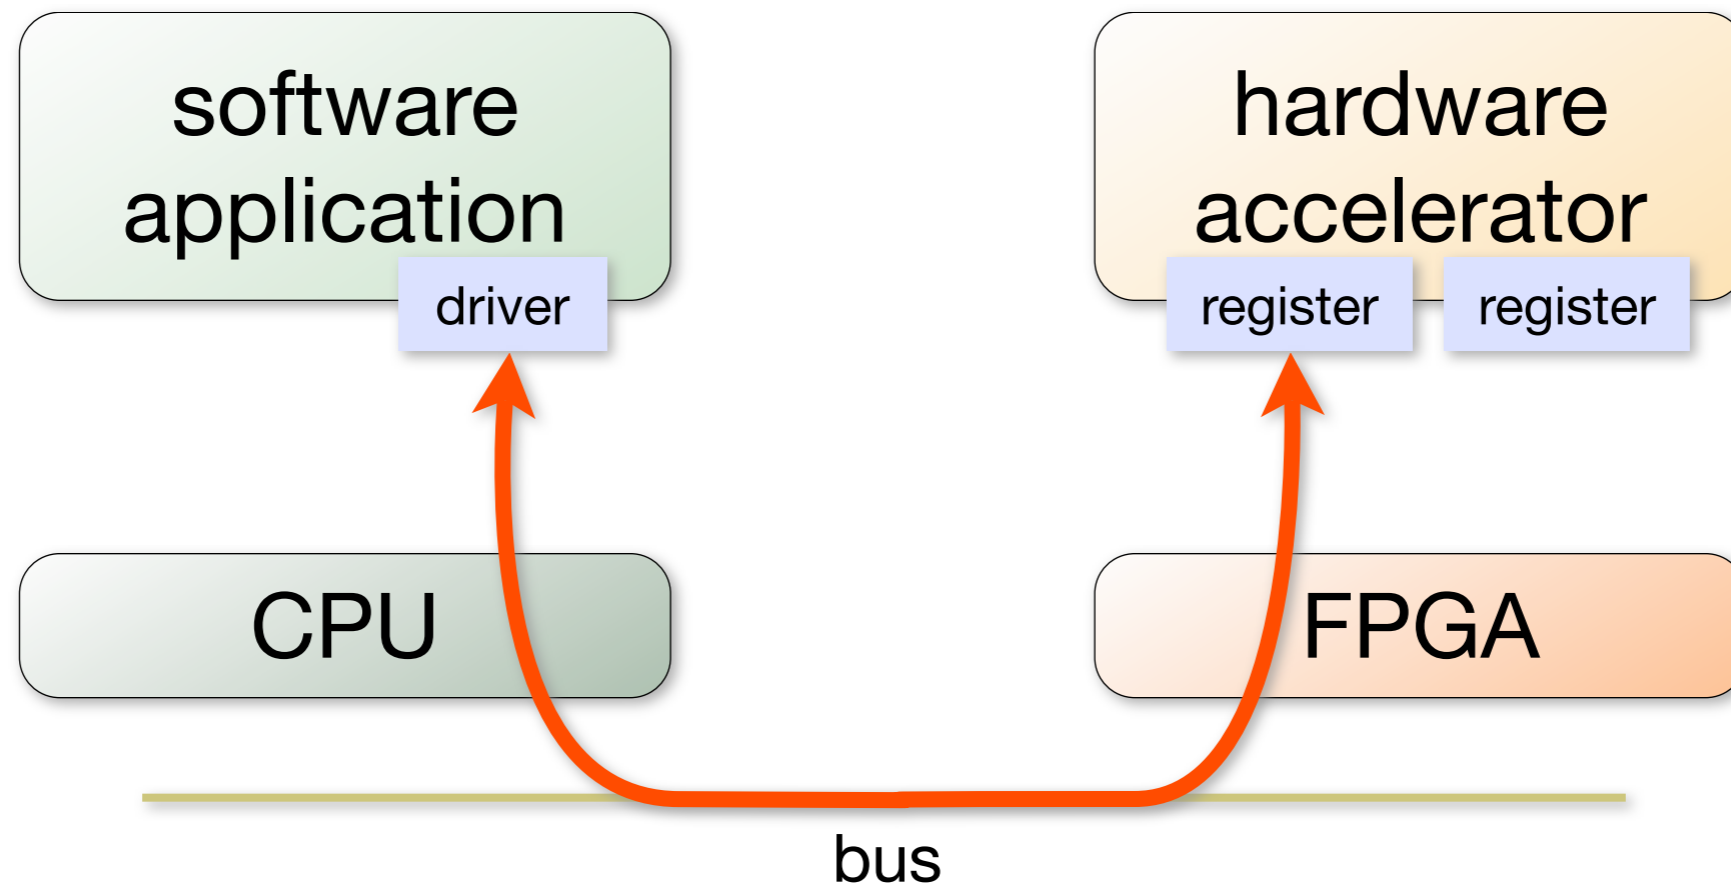 software
application
driver
hardware
accelerator
register
register
CPU
FPGA
bus